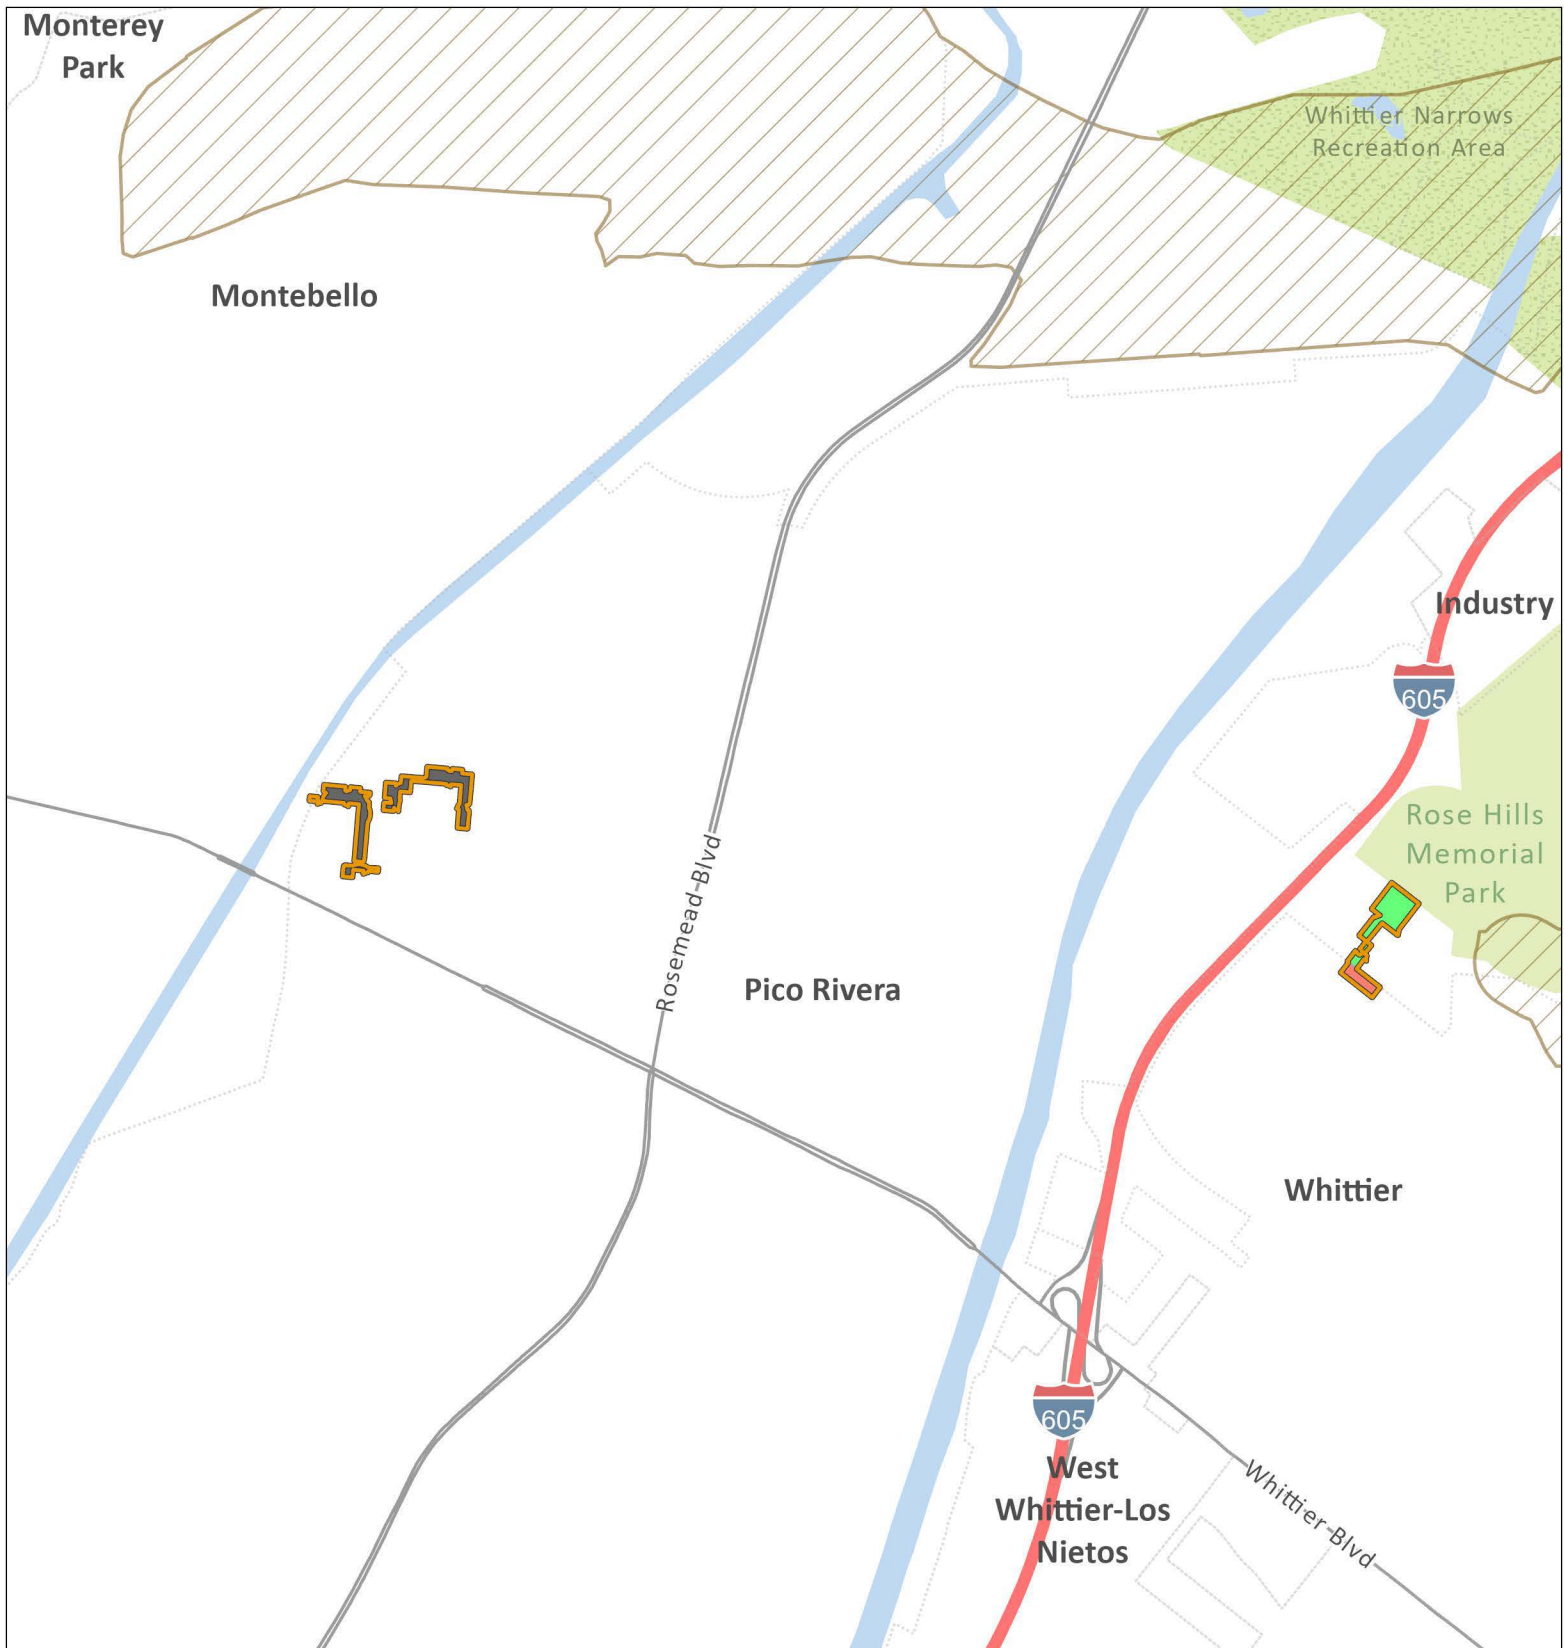 Monterey
Park
Whittier Narrows
Recreation Area
Montebello
Industry
605
Rose Hills
Memorial
Park
Rosemead Blvd
Pico Rivera
Whittier
605
West
Whittier-Los
Nietos
Whittier Blvd